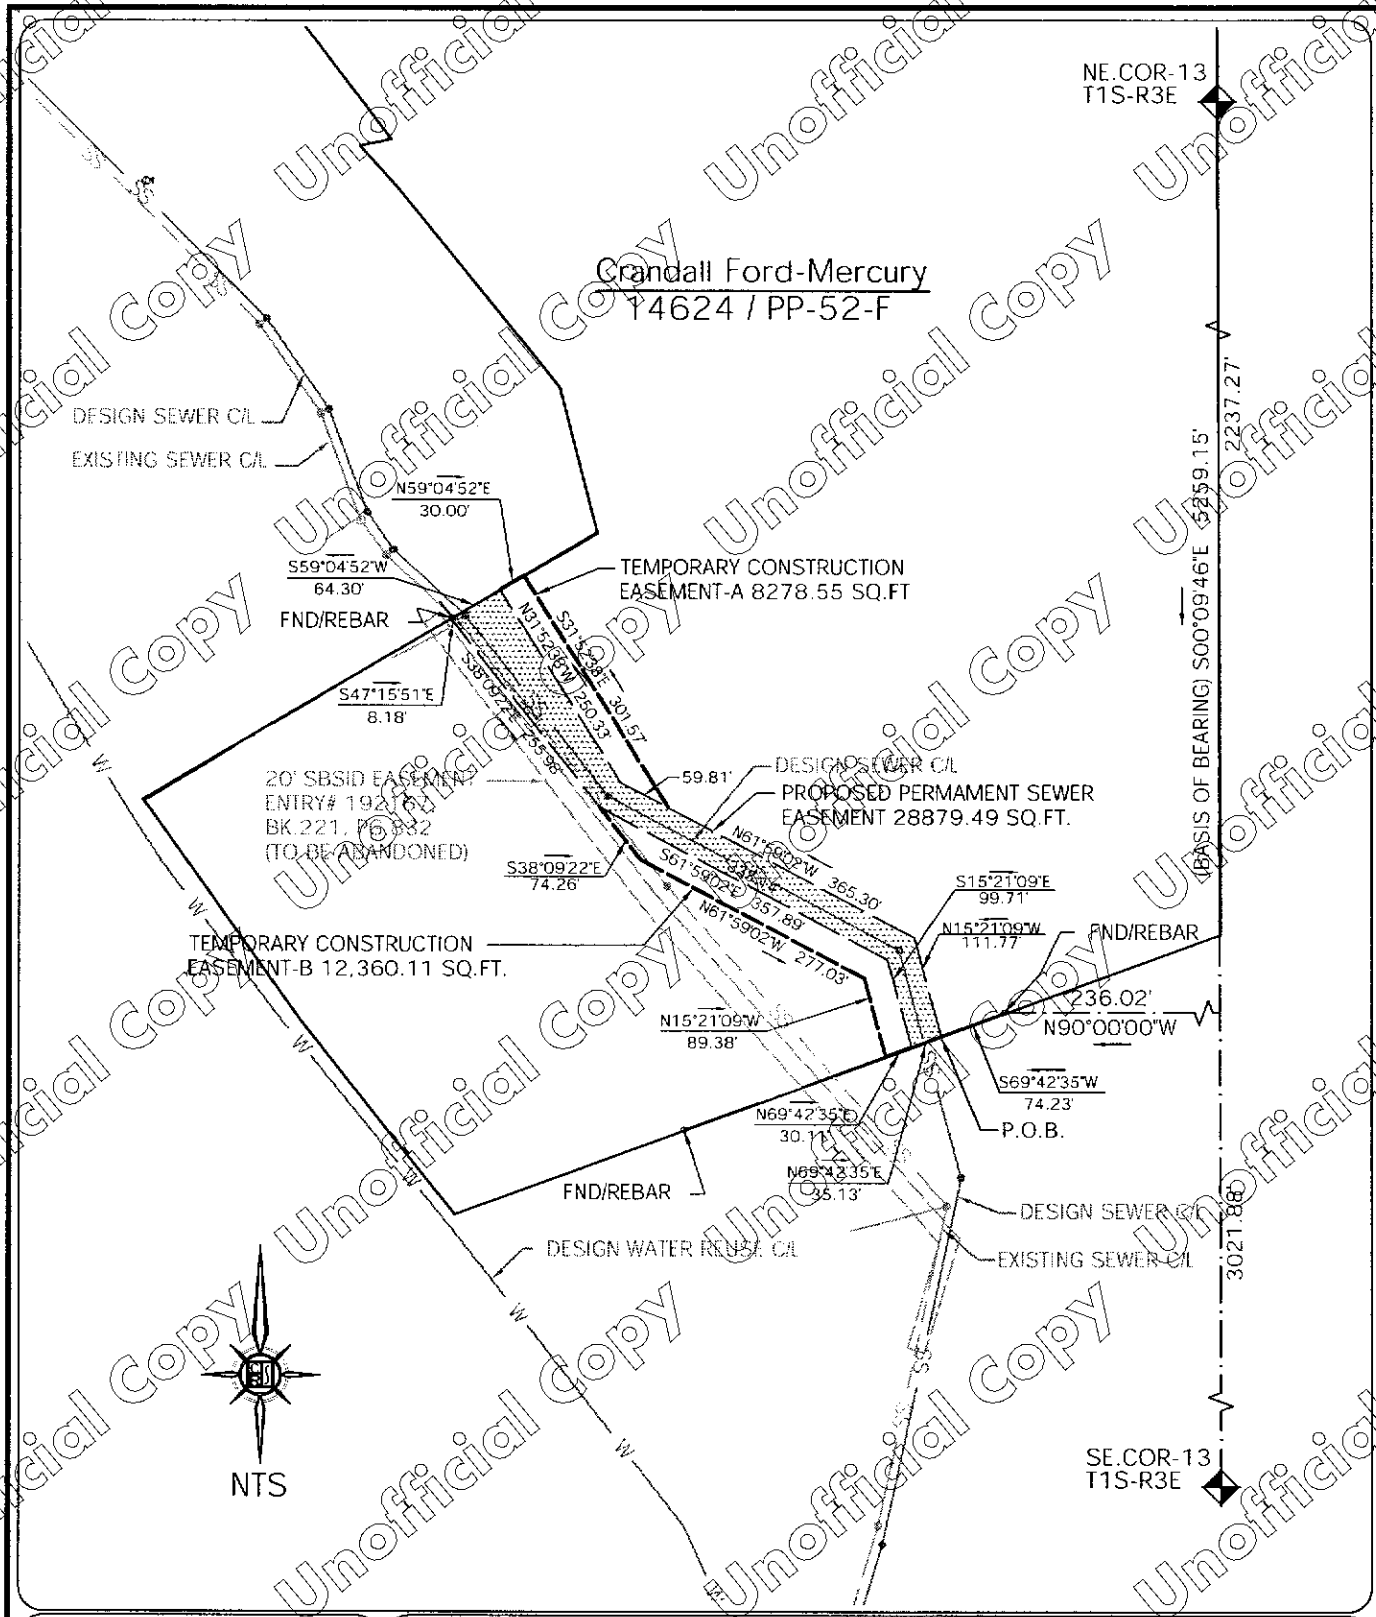 NE.COR-13
T1S-R3E
Crandall Ford-Mercury
14624 / PP-52-F
2237.27'
(BASIS OF BEARING) S0°09'46"E 5259.15'
DESIGN SEWER C/L
EXISTING SEWER C/L
N59°04'52"E
30.00'
S59°04'52"W
64.30'
FND/REBAR
TEMPORARY CONSTRUCTION
EASEMENT-A 8278.55 SQ.FT
N31°52'38"W 250.33
S31°52'38"E 301.57'
S38°09'22"E 255.98'
S47°15'51"E
8.18'
59.81'
DESIGN SEWER C/L
PROPOSED PERMAMENT SEWER
EASEMENT 28879.49 SQ.FT.
20' SBSID EASEMENT
ENTRY# 192167,
BK.221, PG.832
(TO BE ABANDONED)
N61°59'02"W 365.30'
S61°59'02"E 357.89'
N61°59'02"W 277.03'
S38°09'22"E
74.26'
S15°21'09"E
99.71'
N15°21'09"W
111.77'
FND/REBAR
TEMPORARY CONSTRUCTION
EASEMENT-B 12,360.11 SQ.FT.
236.02'
N90°00'00"W
N15°21'09"W
89.38'
S69°42'35"W
74.23'
N69°42'35"E
30.11'
P.O.B.
N69°42'35"E
35.13'
FND/REBAR
DESIGN SEWER C/L
EXISTING SEWER C/L
DESIGN WATER REUSE C/L
3021.88'
NTS
SE.COR-13
T1S-R3E
SS
W
Unofficial Copy